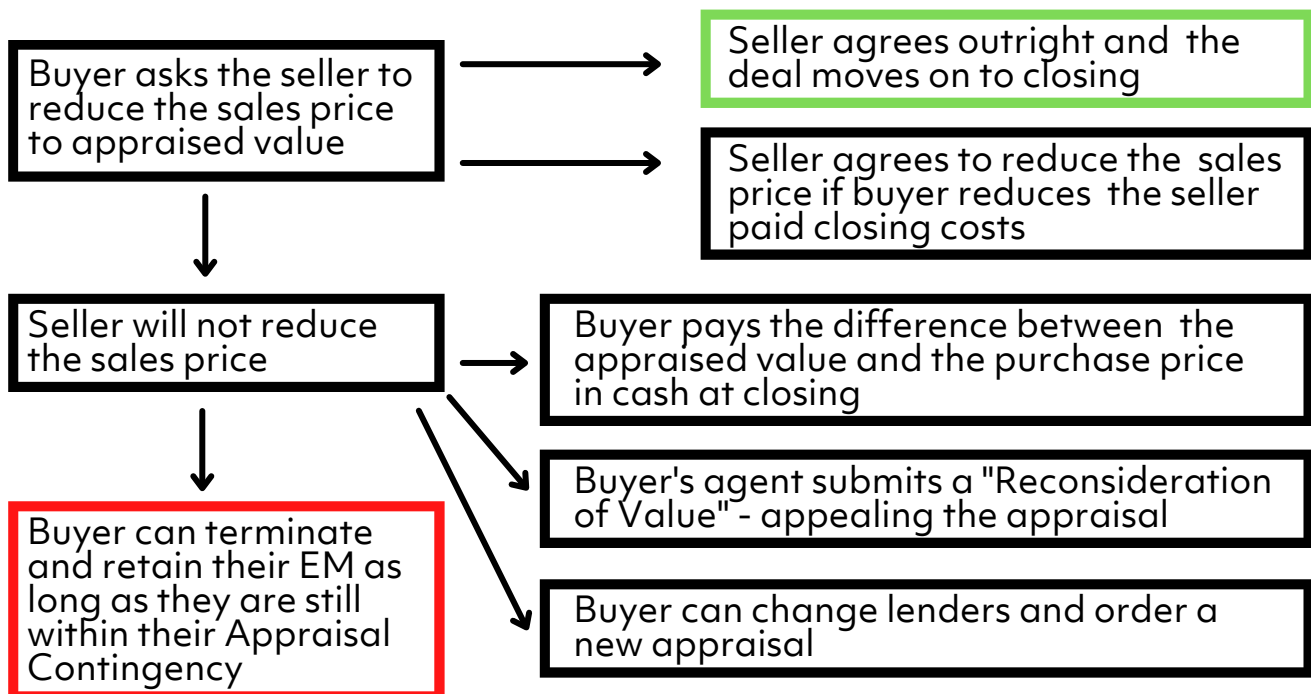 Buyer asks the seller to
reduce the sales price
to appraised value
Seller agrees outright and the
deal moves on to closing
Seller agrees to reduce the sales
price if buyer reduces the seller
paid closing costs
Seller will not reduce
the sales price
Buyer pays the difference between the
appraised value and the purchase price
in cash at closing
Buyer's agent submits a "Reconsideration
of Value" - appealing the appraisal
Buyer can change lenders and order a
new appraisal
Buyer can terminate
and retain their EM as
long as they are still
within their Appraisal
Contingency